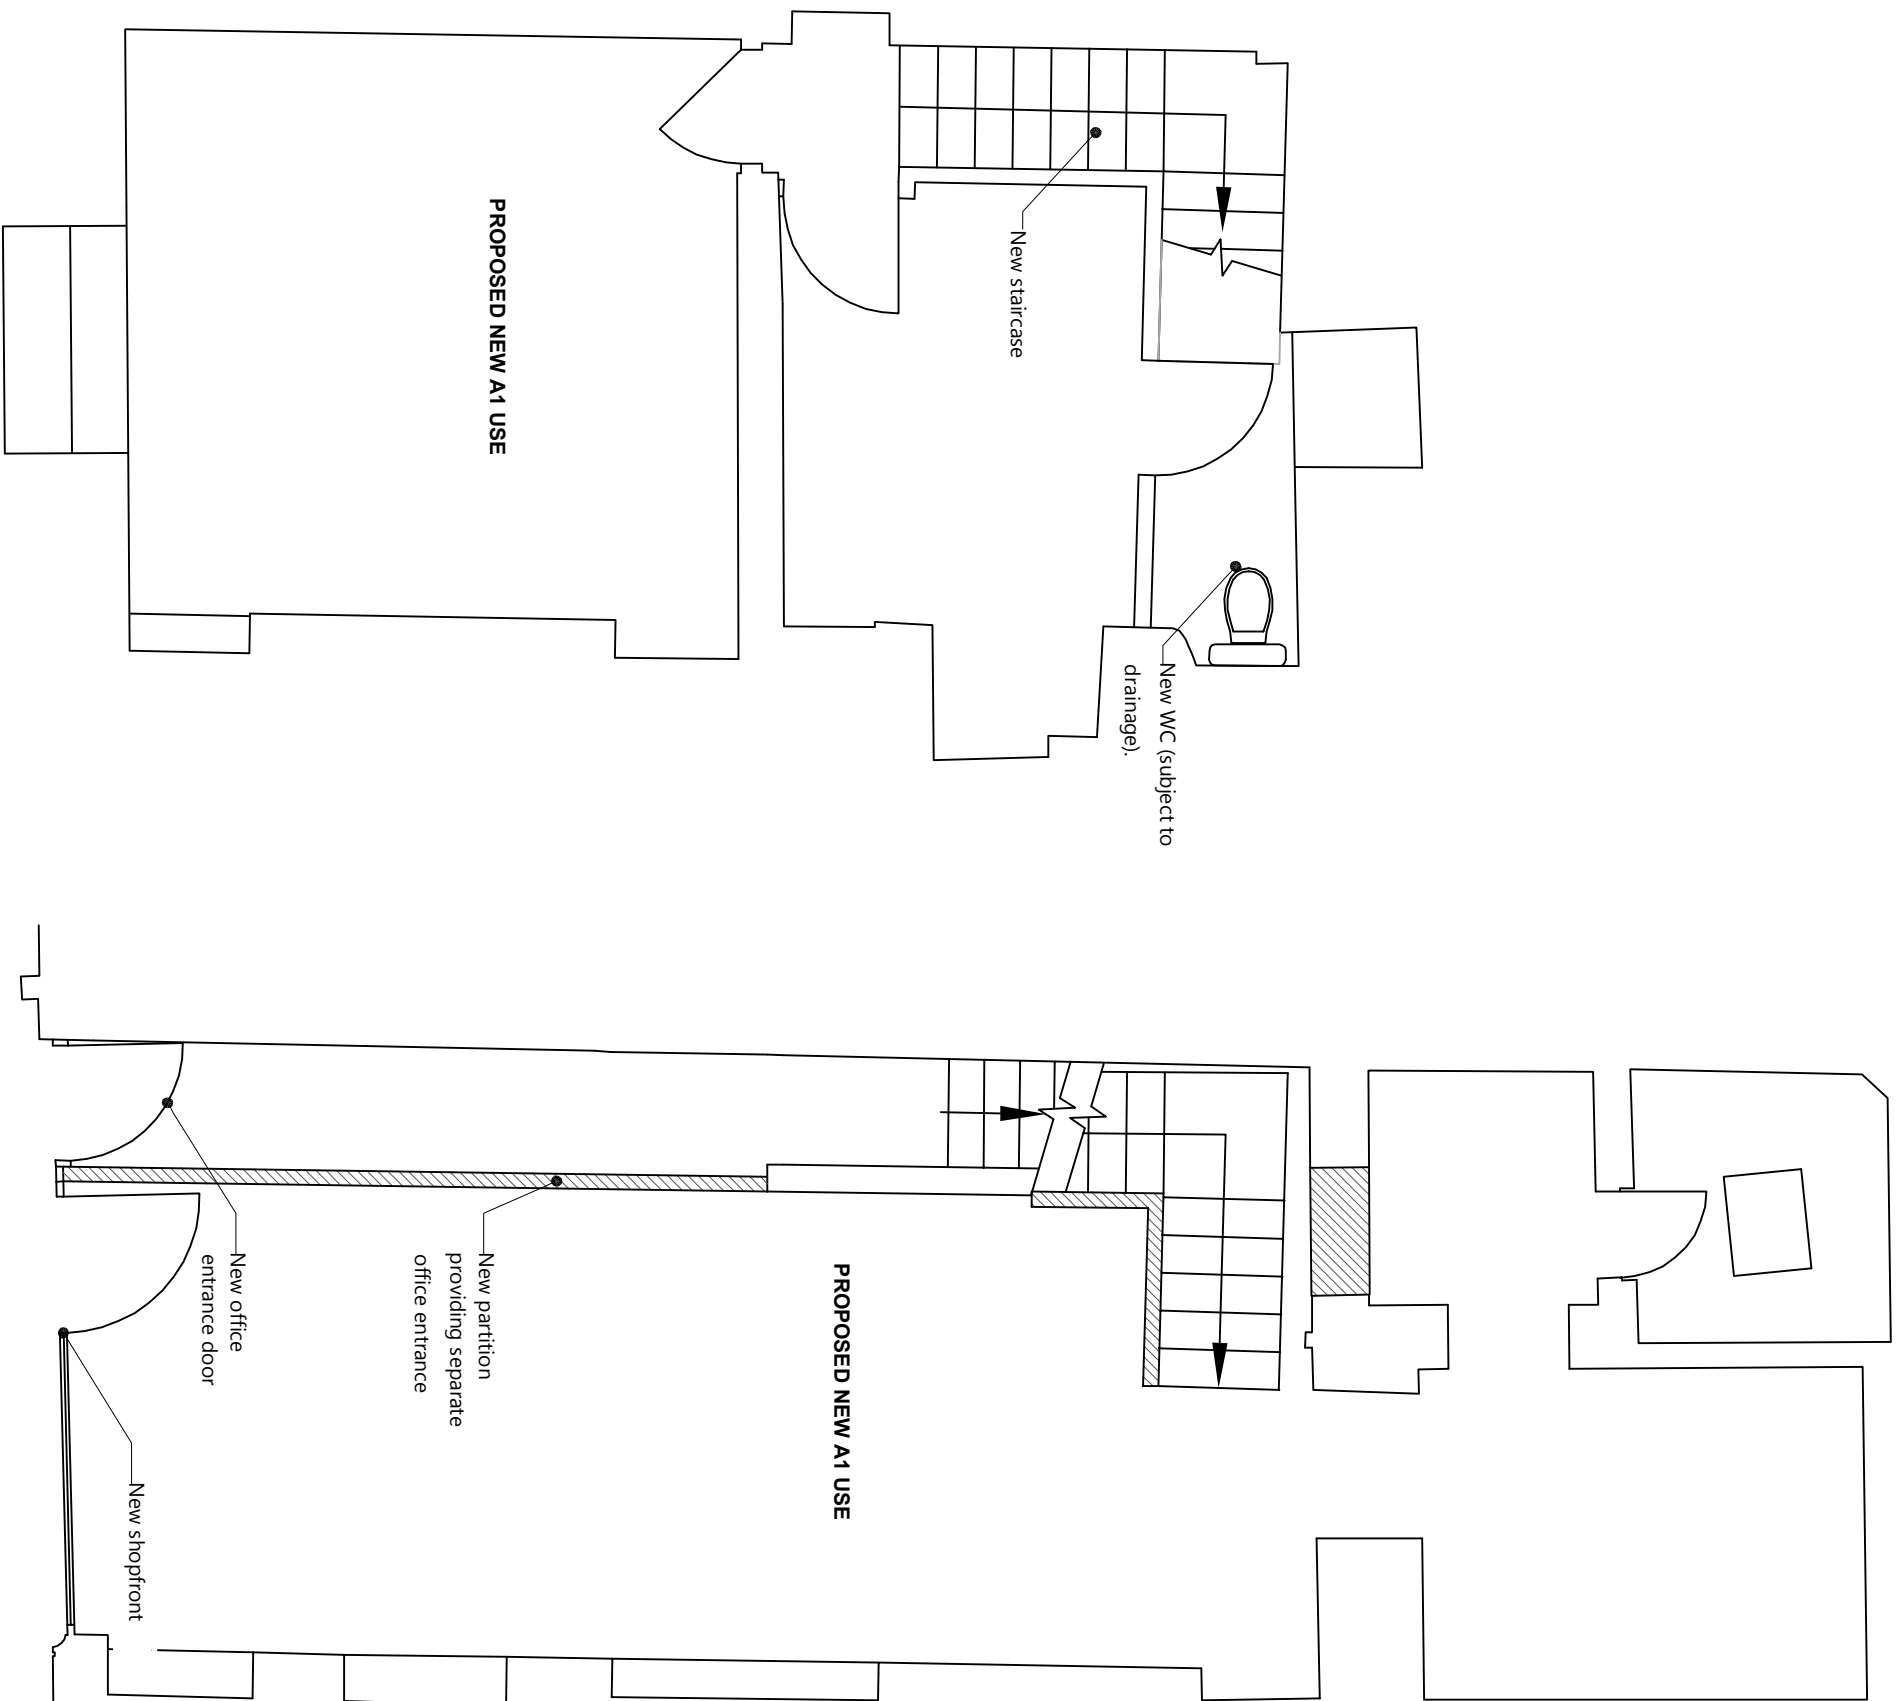 PROPOSED NEW A1 USE
New staircase
New WC (subject to
drainage).
New office
entrance door
New partition
providing separate
office entrance
PROPOSED NEW A1 USE
New shopfront